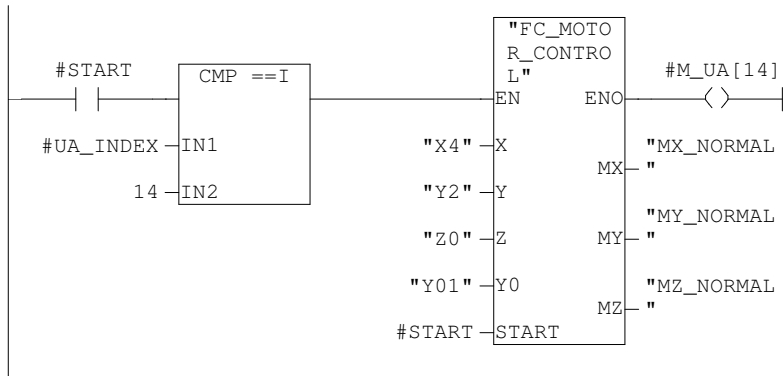 "FC_MOTO
R_CONTRO
L"
#START
CMP ==I
#M_UA[14]
EN
ENO
#UA_INDEX
IN1
"X4"
X
"MX_NORMAL
"
MX
14
IN2
"Y2"
Y
"MY_NORMAL
"
MY
"Z0"
Z
"Y01"
Y0
"MZ_NORMAL
"
MZ
#START
START